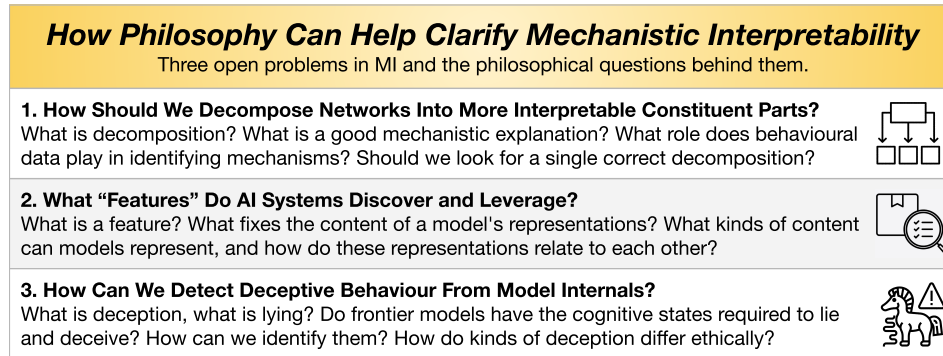 How Philosophy Can Help Clarify Mechanistic Interpretability
Three open problems in MI and the philosophical questions behind them.
1. How Should We Decompose Networks Into More Interpretable Constituent Parts?
What is decomposition? What is a good mechanistic explanation? What role does behavioural
data play in identifying mechanisms? Should we look for a single correct decomposition?
2. What “Features” Do AI Systems Discover and Leverage?
What is a feature? What fixes the content of a model's representations? What kinds of content
can models represent, and how do these representations relate to each other?
3. How Can We Detect Deceptive Behaviour From Model Internals?
What is deception, what is lying? Do frontier models have the cognitive states required to lie
and deceive? How can we identify them? How do kinds of deception differ ethically?